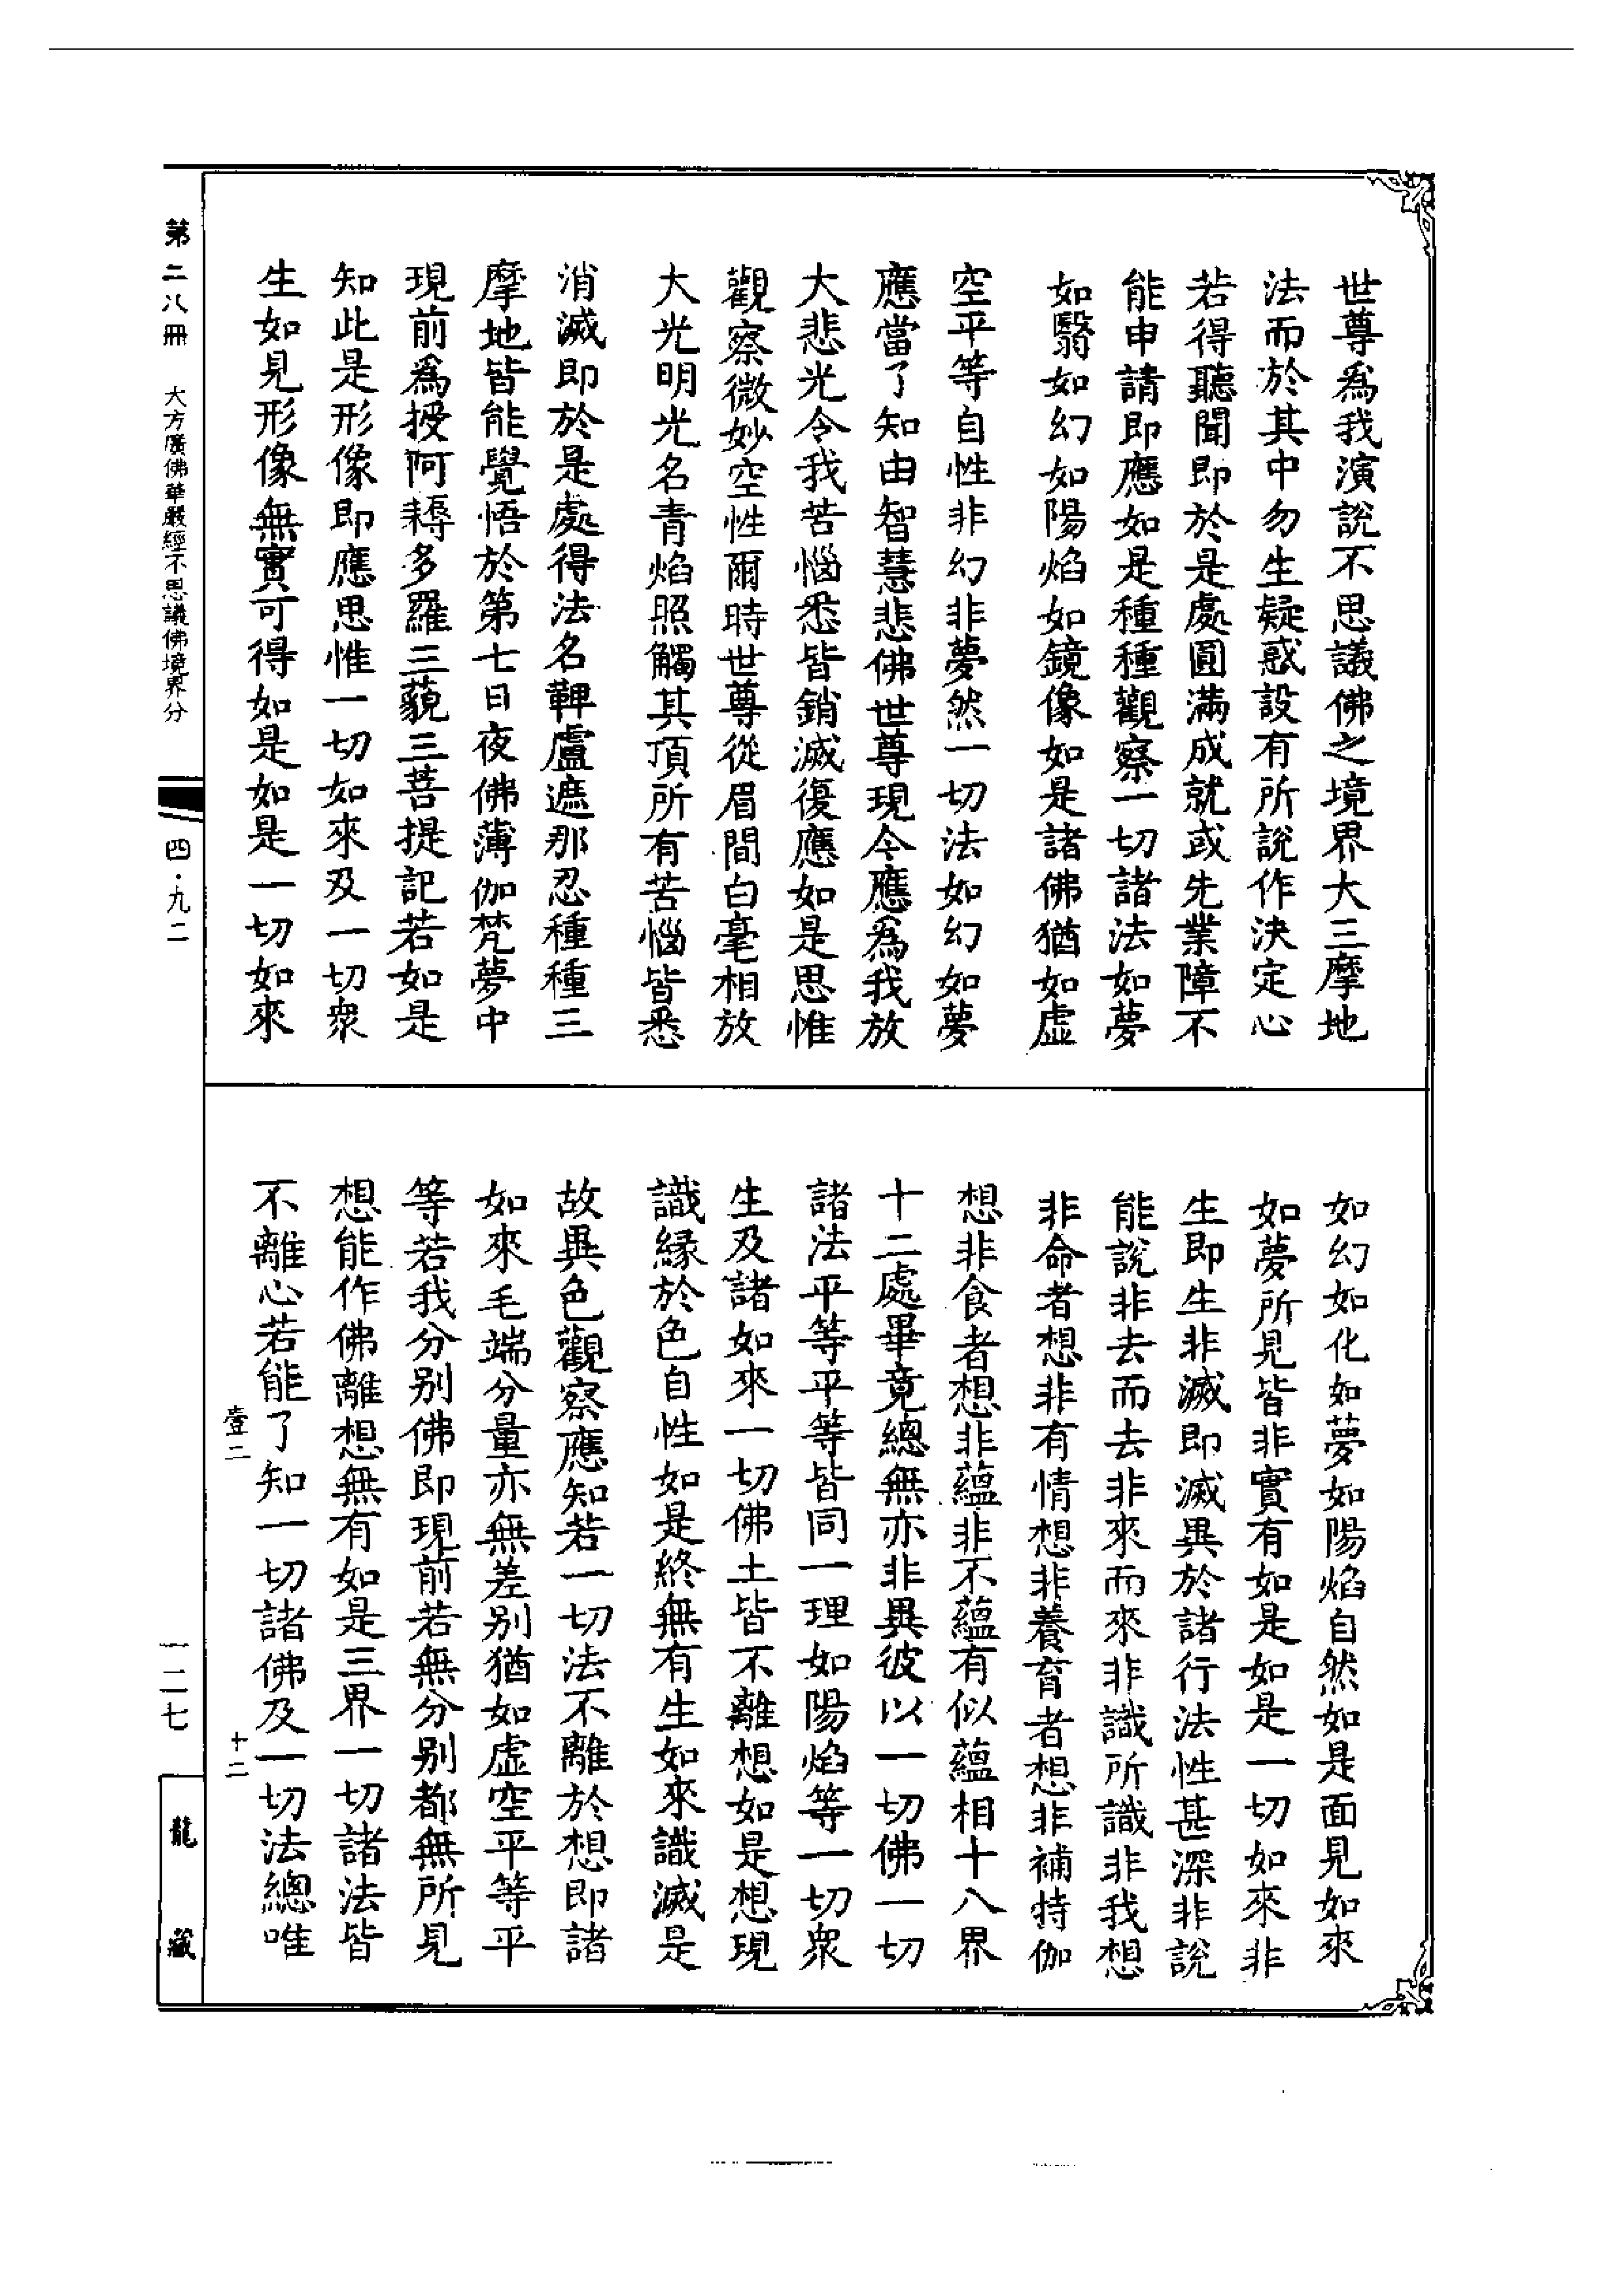 世尊爲我演說不思議佛之境界大三摩地
法而於其中勿生疑惑設有所說作決定心
若得聽聞即於是處圓滿成就或先業障不
能申請即應如是種種觀察一切諸法如夢
如翳如幻如陽焰如鏡像如是諸佛猶如虛
空平等自性非幻非夢然一切法如幻如夢
應當了知由智慧悲佛世尊現令應爲我放
大悲光令我苦惱悉皆銷滅復應如是思惟
觀察微妙空性爾時世尊從眉間白毫相放
大光明光名青焰照觸其頂所有苦惱皆悉
消滅即於是處得法名鞞盧遮那忍種種三
摩地皆能覺悟於第七日夜佛薄伽梵夢中
現前爲授阿耨多羅三藐三菩提記若如是
知此是形像即應思惟一切如來及一切衆
生如見形像無實可得如是如是一切如來
如幻如化如夢如陽焰自然如是面見如來
如夢所見皆非實有如是如是一切如來非
生即生非滅即滅異於諸行法性甚深非說
能說非去而去非來而來非識所識非我想
非命者想非有情想非養育者想非補特伽
想非食者想非蘊非不蘊有似蘊相十八界
十二處畢竟總無亦非異彼以一切佛一切
諸法平等平等皆同一理如陽焰等一切衆
生及諸如來一切佛土皆不離想如是想現
識緣於色自性如是終無有生如來識滅是
故異色觀察應知若一切法不離於想即諸
如來毛端分量亦無差別猶如虛空平等平
等若我分別佛即現前若無分別都無所見
想能作佛離想無有如是三界一切諸法皆
不離心若能了知一切諸佛及一切法總唯
壹二
十二
第二八冊
大方廣佛華嚴經不思議佛境界分
四・九二
一二七
龍藏